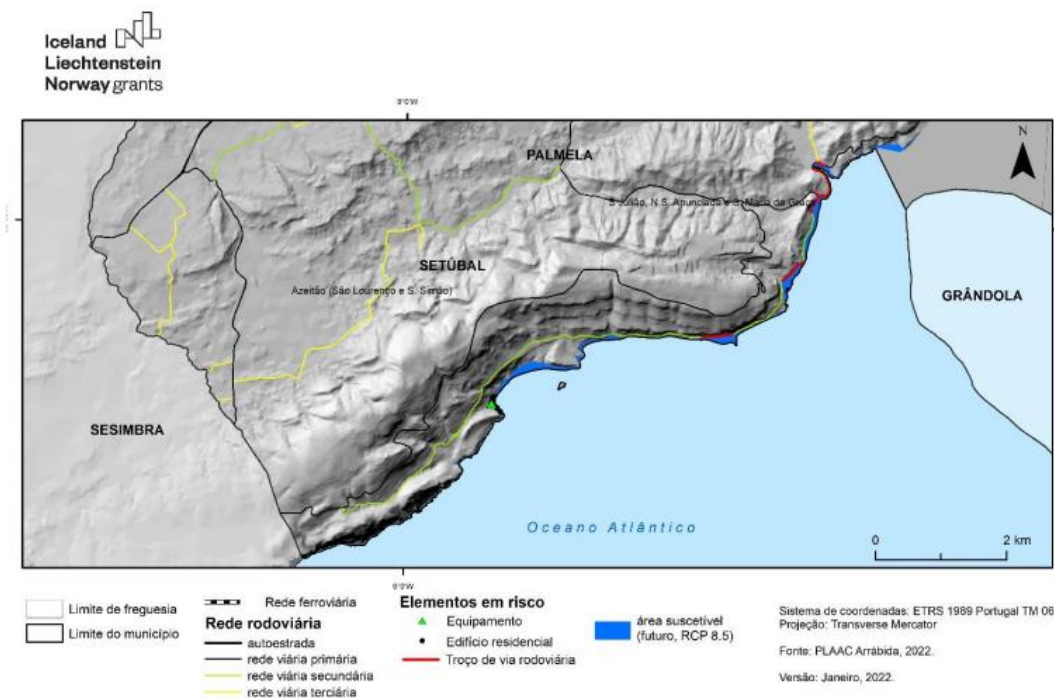 Iceland
Liechtenstein
Norway grants
9°0'W
N
PALMELA
S Julião, N.S. Anunciada e S. Maria da Graça
SETÚBAL
Azeitão (São Lourenço e S. Simão)
GRÂNDOLA
SESIMBRA
Oceano Atlântico
0 2 km
9°0'W
Limite de freguesia
Limite do município
Rede ferroviária
Rede rodoviária
autoestrada
rede viária primária
rede viária secundária
rede viária terciária
Elementos em risco
Equipamento
Edifício residencial
Troço de via rodoviária
área suscetível
(futuro, RCP 8.5)
Sistema de coordenadas: ETRS 1989 Portugal TM 06
Projeção: Transverse Mercator
Fonte: PLAAC Arrábida, 2022.
Versão: Janeiro, 2022.